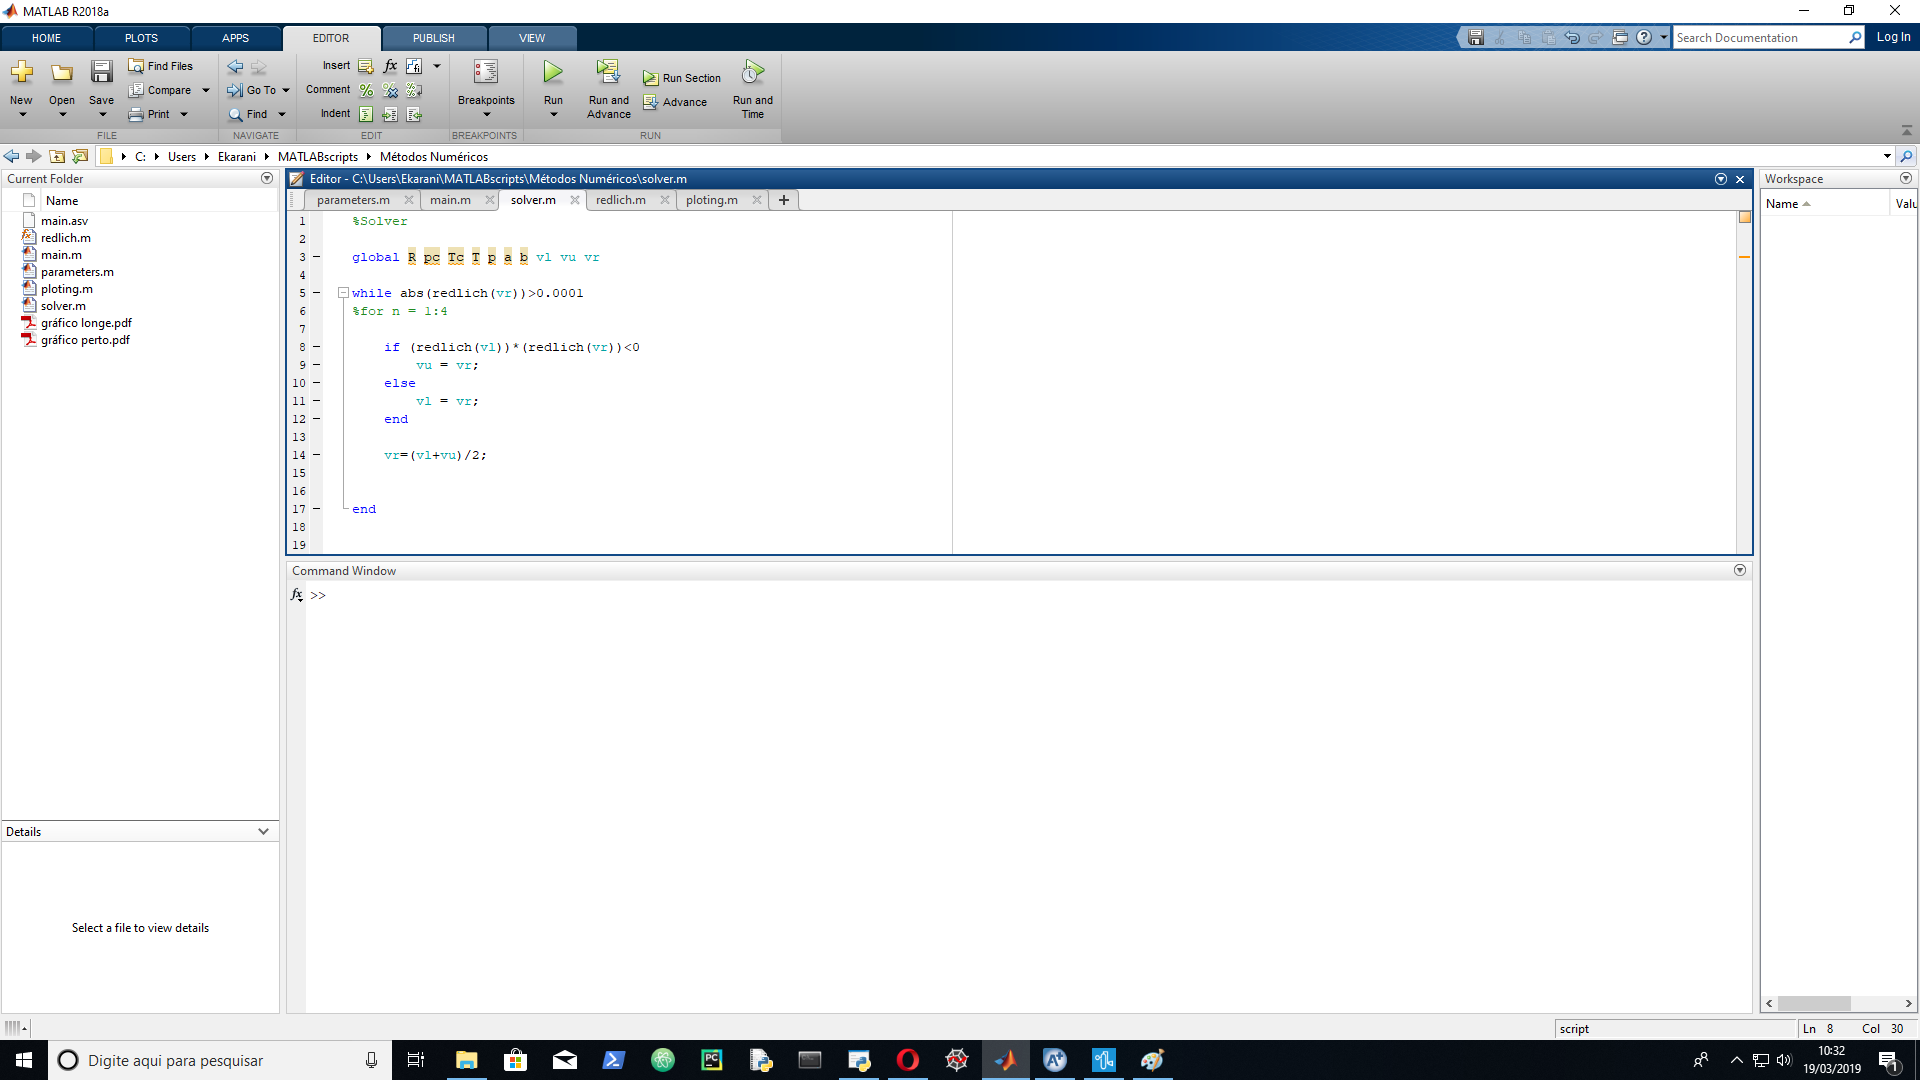 MATLAB R2018a
HOME PLOTS APPS EDITOR PUBLISH VIEW
Search Documentation
Log In
New
Open
Save
Find Files
Compare
Print
FILE
Go To
Find
NAVIGATE
Insert
Comment
Indent
EDIT
Breakpoints
BREAKPOINTS
Run
Run and Advance
Run Section
Advance
Run and Time
RUN
C: Users Ekarani MATLABscripts Métodos Numéricos
Current Folder
Name
main.asv
redlich.m
main.m
parameters.m
ploting.m
solver.m
gráfico longe.pdf
gráfico perto.pdf
Details
Select a file to view details
Editor - C:\Users\Ekarani\MATLABscripts\Métodos Numéricos\solver.m
parameters.m main.m solver.m redlich.m ploting.m
1 %Solver
2
3 global R pc Tc T p a b vl vu vr
4
5 while abs(redlich(vr))>0.0001
6 %for n = 1:4
7
8 if (redlich(vl))*(redlich(vr))<0
9 vu = vr;
10 else
11 vl = vr;
12 end
13
14 vr=(vl+vu)/2;
15
16
17 end
18
19
Command Window
fx >>
Workspace
Name Valu
script Ln 8 Col 30
Digite aqui para pesquisar
10:32
19/03/2019
1